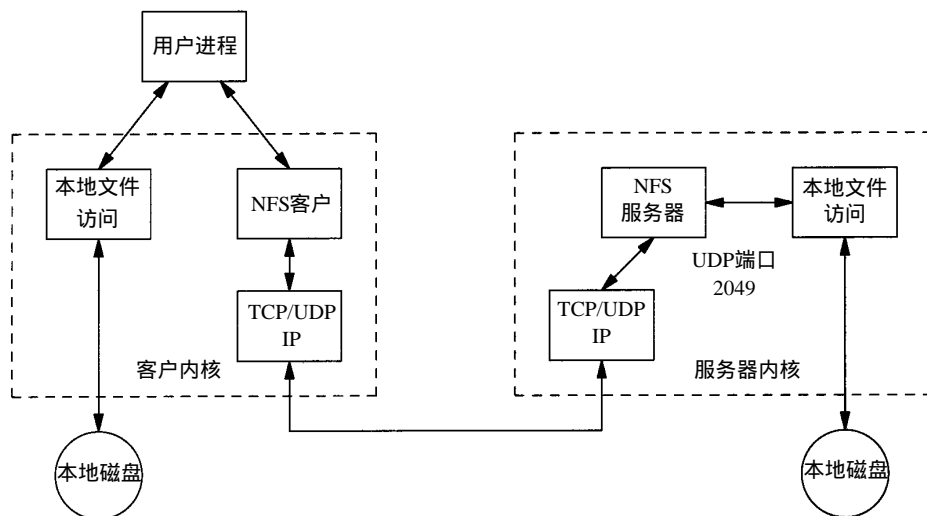 用户进程
本地文件
访问
NFS客户
TCP/UDP
IP
客户内核
本地磁盘
NFS
服务器
本地文件
访问
UDP端口
2049
TCP/UDP
IP
服务器内核
本地磁盘